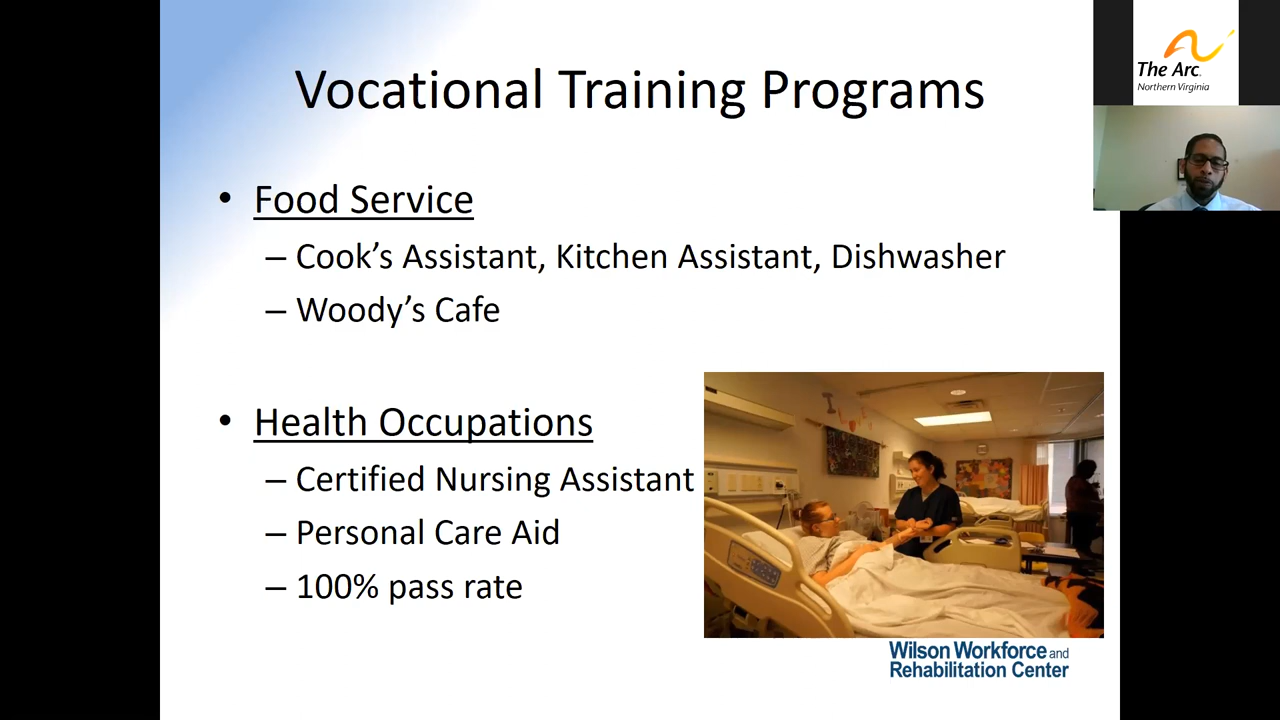 Vocational Training Programs
• Food Service
– Cook’s Assistant, Kitchen Assistant, Dishwasher
– Woody’s Cafe
• Health Occupations
– Certified Nursing Assistant
– Personal Care Aid
– 100% pass rate
Wilson Workforce and
Rehabilitation Center
The Arc.
Northern Virginia